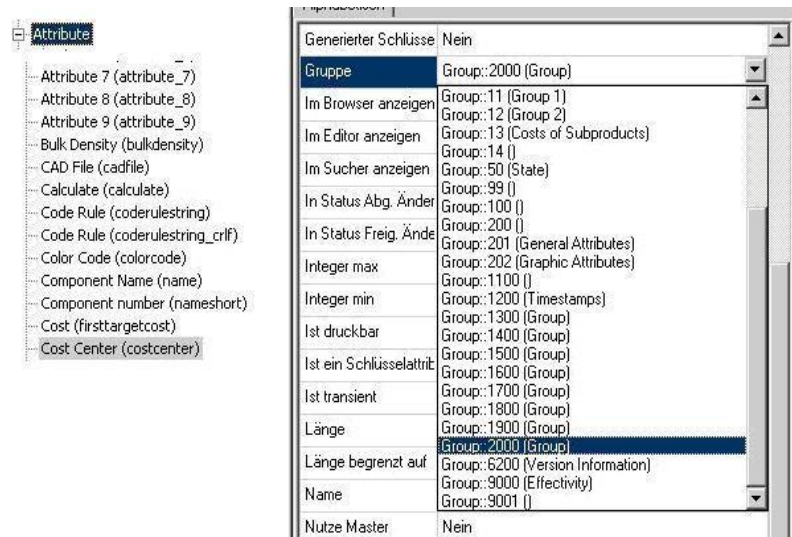 Attribute
Attribute 7 (attribute_7)
Attribute 8 (attribute_8)
Attribute 9 (attribute_9)
Bulk Density (bulkdensity)
CAD File (cadfile)
Calculate (calculate)
Code Rule (coderulestring)
Code Rule (coderulestring_crlf)
Color Code (colorcode)
Component Name (name)
Component number (nameshort)
Cost (firsttargetcost)
Cost Center (costcenter)
Alphabetisch
Generierter Schlüsse Nein
Gruppe Group::2000 (Group)
Im Browser anzeigen
Im Editor anzeigen
Im Sucher anzeigen
In Status Abg. Änder
In Status Freig. Ände
Integer max
Integer min
Ist druckbar
Ist ein Schlüsselattrib
Ist transient
Länge
Länge begrenzt auf
Name
Nutze Master Nein
Group::11 (Group 1)
Group::12 (Group 2)
Group::13 (Costs of Subproducts)
Group::14 ()
Group::50 (State)
Group::99 ()
Group::100 ()
Group::200 ()
Group::201 (General Attributes)
Group::202 (Graphic Attributes)
Group::1100 ()
Group::1200 (Timestamps)
Group::1300 (Group)
Group::1400 (Group)
Group::1500 (Group)
Group::1600 (Group)
Group::1700 (Group)
Group::1800 (Group)
Group::1900 (Group)
Group::2000 (Group)
Group::6200 (Version Information)
Group::9000 (Effectivity)
Group::9001 ()